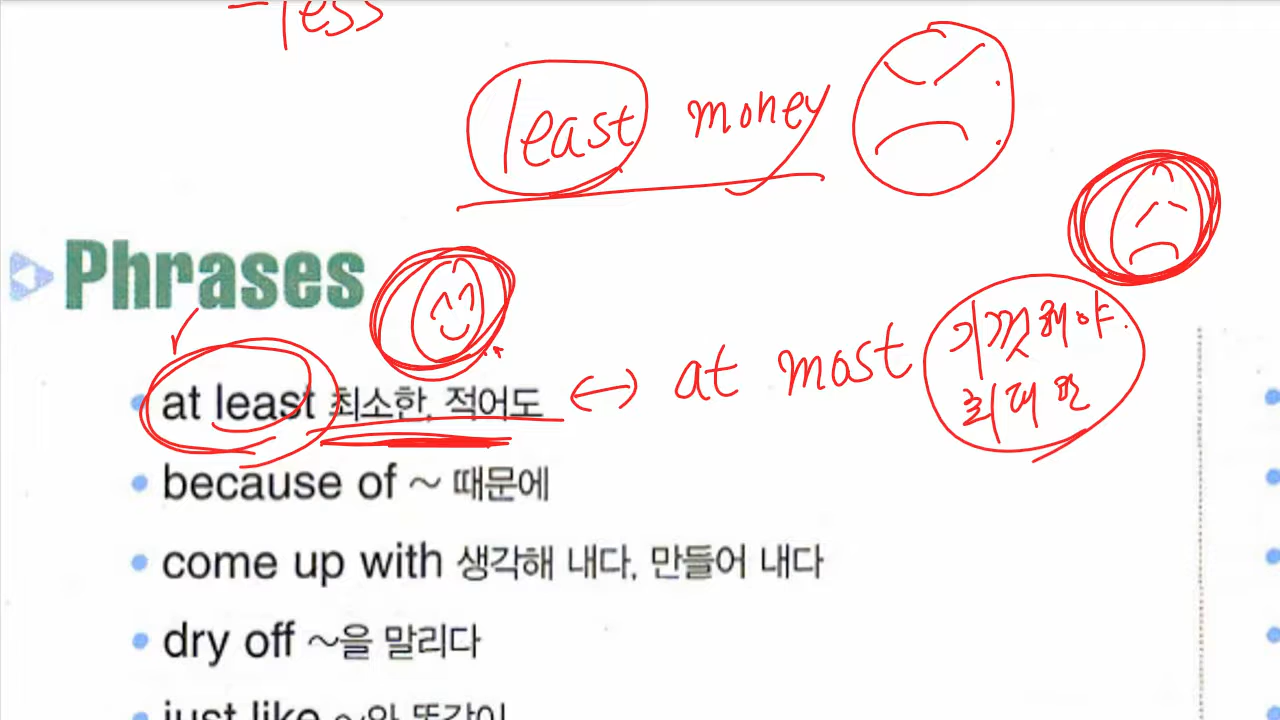 -less
least money
Phrases
at least 최소한, 적어도 ↔ at most 기껏해야.
최대한
because of ~ 때문에
come up with 생각해 내다, 만들어 내다
dry off ~을 말리다
just like ~와 똑같이